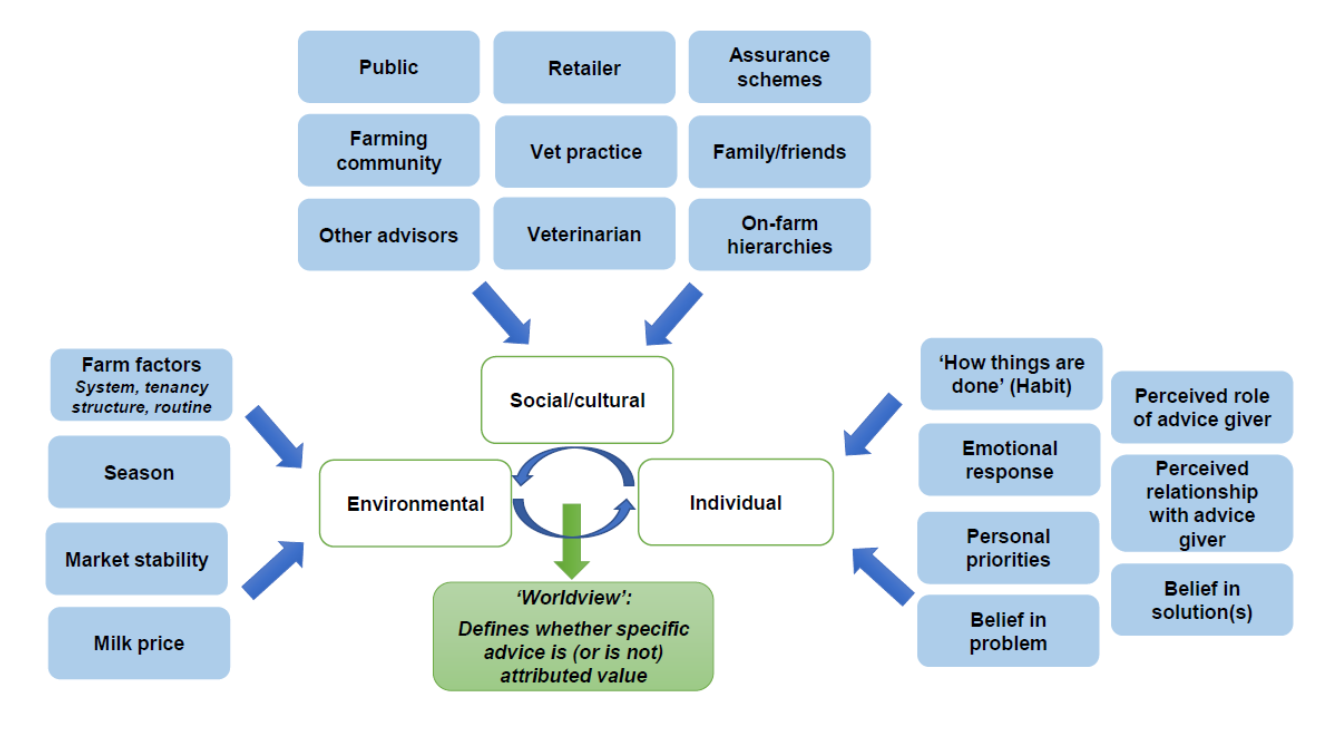 Public
Retailer
Assurance
schemes
Farming
community
Vet practice
Family/friends
Other advisors
Veterinarian
On-farm
hierarchies
Social/cultural
Farm factors
System, tenancy
structure, routine
Season
Market stability
Milk price
Environmental
Individual
‘How things are
done’ (Habit)
Emotional
response
Personal
priorities
Belief in
problem
Perceived role
of advice giver
Perceived
relationship
with advice
giver
Belief in
solution(s)
‘Worldview’:
Defines whether specific
advice is (or is not)
attributed value